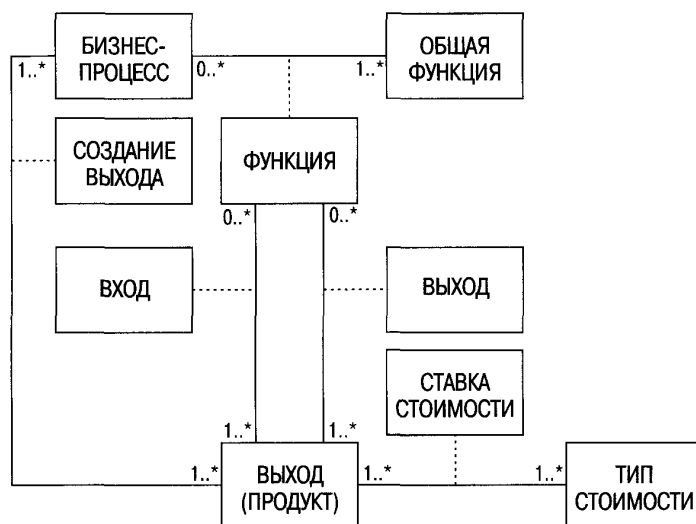 БИЗНЕС-
ПРОЦЕСС
ОБЩАЯ
ФУНКЦИЯ
1..*
0..*
1..*
СОЗДАНИЕ
ВЫХОДА
ФУНКЦИЯ
0..*
0..*
ВХОД
ВЫХОД
СТАВКА
СТОИМОСТИ
1..*
1..*
1..*
ВЫХОД
(ПРОДУКТ)
1..*
1..*
ТИП
СТОИМОСТИ